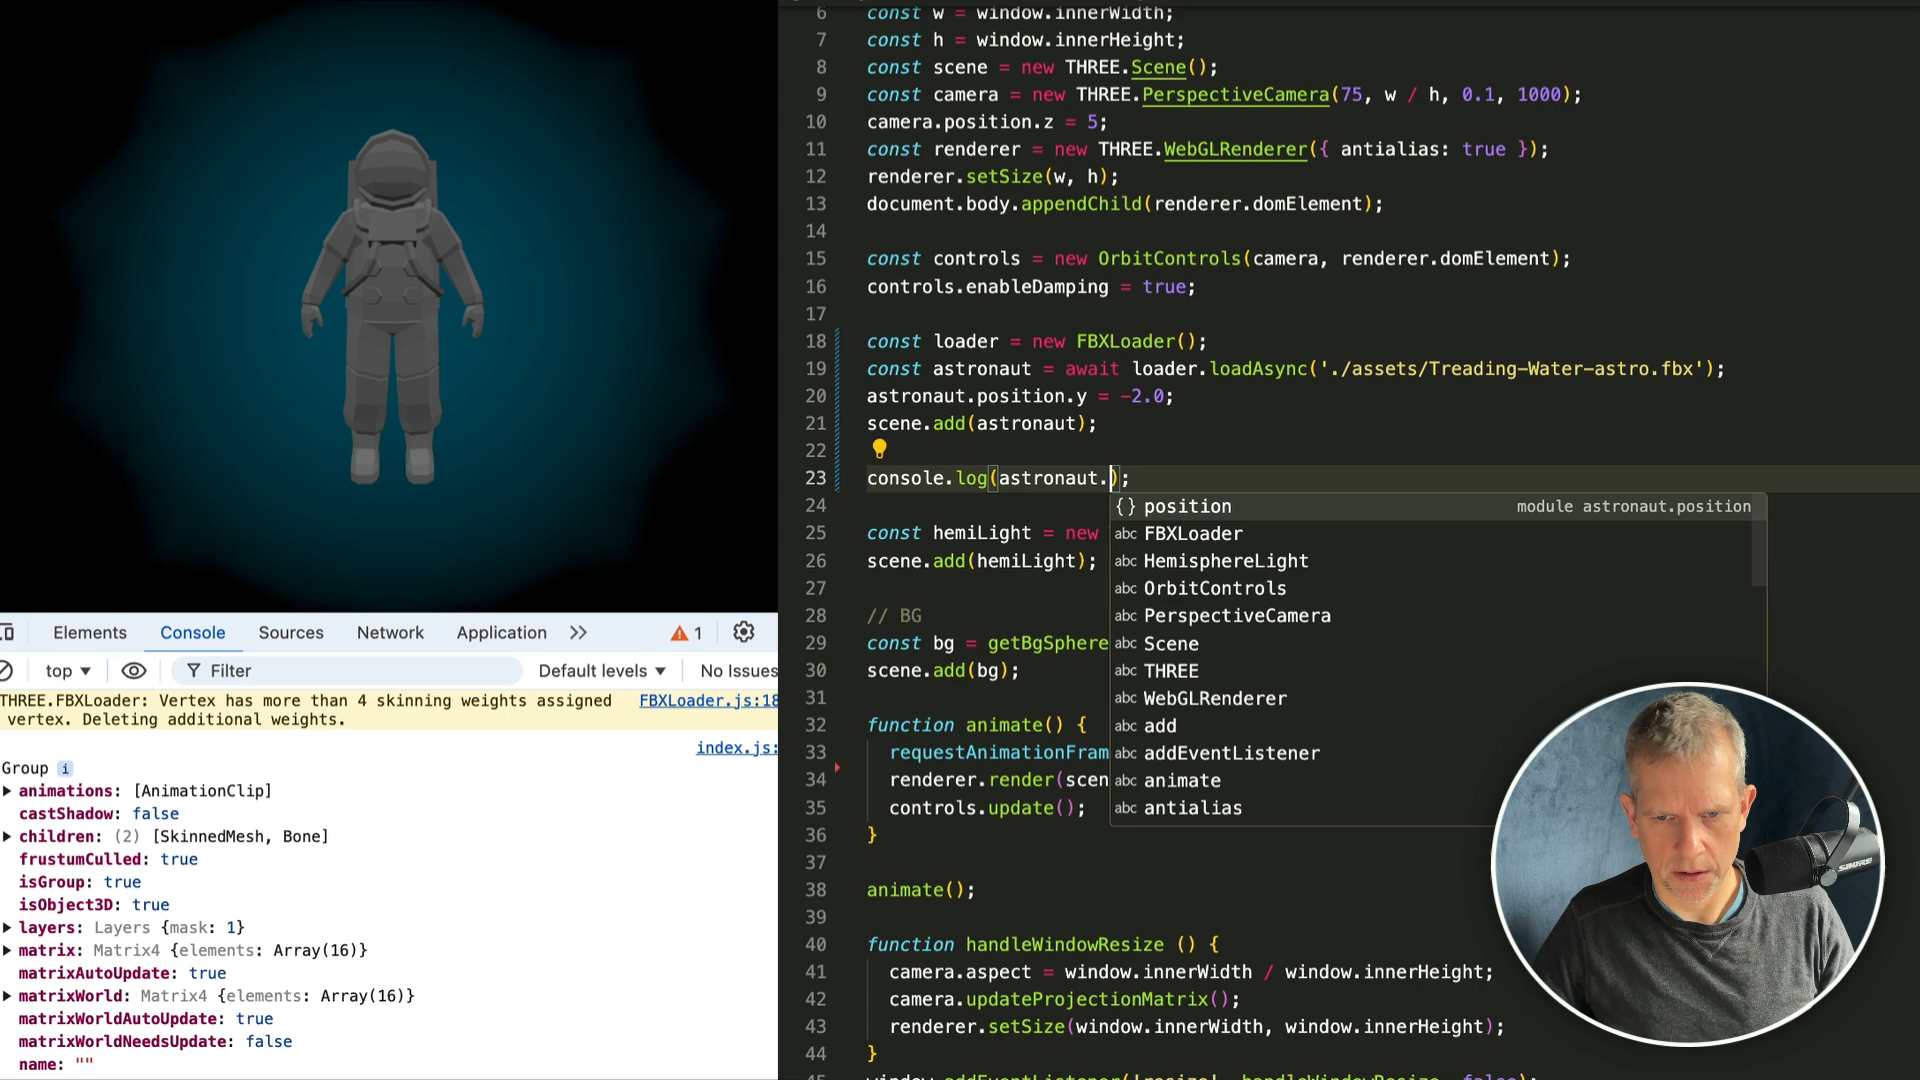 6 const w = window.innerWidth;
7 const h = window.innerHeight;
8 const scene = new THREE.Scene();
9 const camera = new THREE.PerspectiveCamera(75, w / h, 0.1, 1000);
10 camera.position.z = 5;
11 const renderer = new THREE.WebGLRenderer({ antialias: true });
12 renderer.setSize(w, h);
13 document.body.appendChild(renderer.domElement);
14
15 const controls = new OrbitControls(camera, renderer.domElement);
16 controls.enableDamping = true;
17
18 const loader = new FBXLoader();
19 const astronaut = await loader.loadAsync('./assets/Treading-Water-astro.fbx');
20 astronaut.position.y = -2.0;
21 scene.add(astronaut);
22
23 console.log(astronaut.);
24
25 const hemiLight = new
26 scene.add(hemiLight);
27
28 // BG
29 const bg = getBgSphere
30 scene.add(bg);
31
32 function animate() {
33 requestAnimationFram
34 renderer.render(scen
35 controls.update();
36 }
37
38 animate();
39
40 function handleWindowResize () {
41 camera.aspect = window.innerWidth / window.innerHeight;
42 camera.updateProjectionMatrix();
43 renderer.setSize(window.innerWidth, window.innerHeight);
44 }
45 window.addEventListener('resize', handleWindowResize, false);
{} position module astronaut.position
abc FBXLoader
abc HemisphereLight
abc OrbitControls
abc PerspectiveCamera
abc Scene
abc THREE
abc WebGLRenderer
abc add
abc addEventListener
abc animate
abc antialias
SHURE
Elements Console Sources Network Application 1
top Filter Default levels No Issues
THREE.FBXLoader: Vertex has more than 4 skinning weights assigned FBXLoader.js:18
vertex. Deleting additional weights.
index.js:
Group i
animations: [AnimationClip]
castShadow: false
children: (2) [SkinnedMesh, Bone]
frustumCulled: true
isGroup: true
isObject3D: true
layers: Layers {mask: 1}
matrix: Matrix4 {elements: Array(16)}
matrixAutoUpdate: true
matrixWorld: Matrix4 {elements: Array(16)}
matrixWorldAutoUpdate: true
matrixWorldNeedsUpdate: false
name: ""